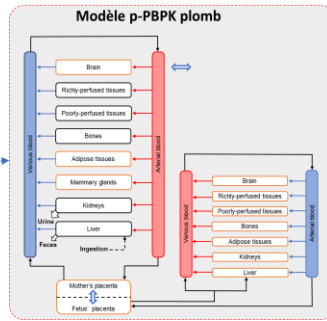 Modèle p-PBPK plomb
Venous blood
Arterial blood
Brain
Richly-perfused tissues
Poorly-perfused tissues
Bones
Adipose tissues
Mammary glands
Kidneys
Urine
Liver
Feces
Ingestion
Mother's placenta
Fetus' placenta
Venous blood
Arterial blood
Brain
Richly-perfused tissues
Poorly-perfused tissues
Bones
Adipose tissues
Kidneys
Liver